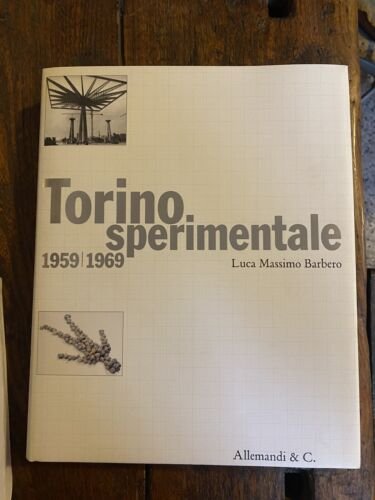 Torino
sperimentale
1959|1969
Luca Massimo Barbero
Allemandi & C.